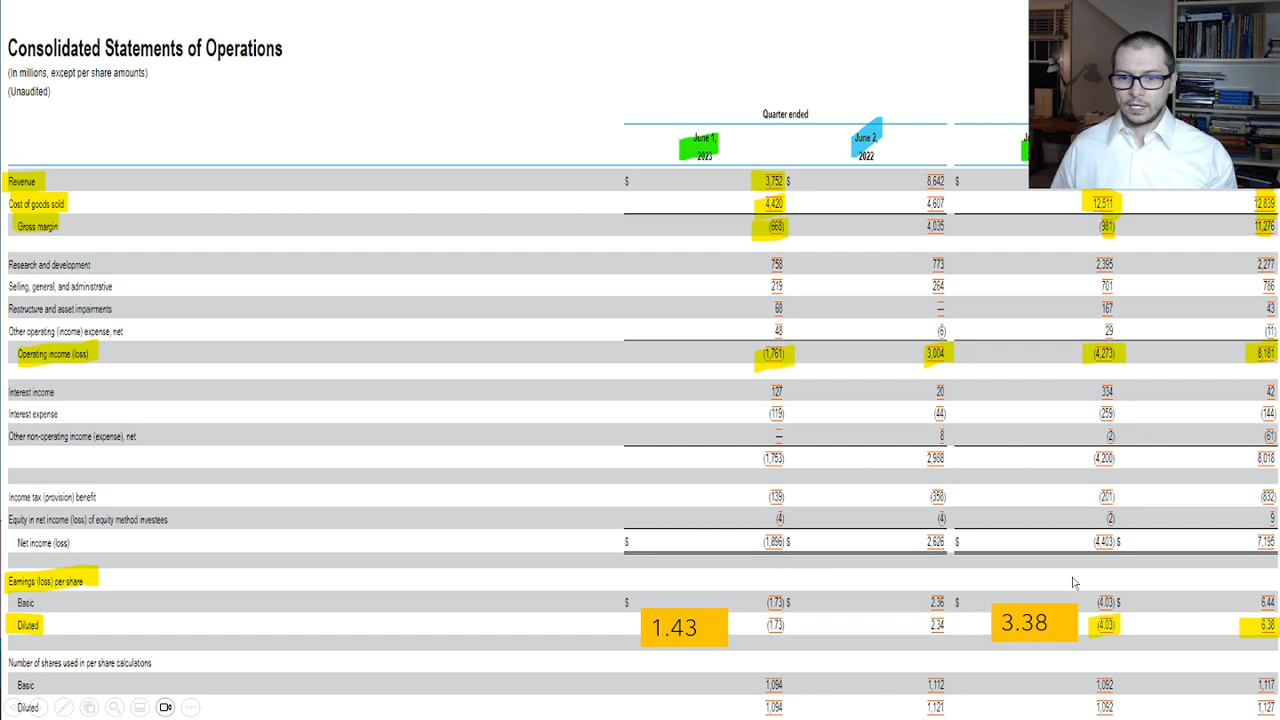 Consolidated Statements of Operations
(In millions, except per share amounts)
(Unaudited)
Quarter ended
June 1, June 2,
2023 2022
Revenue $ 3,752 $ 8,642 $
Cost of goods sold 4,420 4,607 12,511 12,839
Gross margin (668) 4,035 (981) 11,276
Research and development 758 773 2,395 2,277
Selling, general, and administrative 219 264 701 786
Restructure and asset impairments 68 — 167 43
Other operating (income) expense, net 48 (6) 29 (11)
Operating income (loss) (1,761) 3,004 (4,273) 8,181
Interest income 127 20 334 42
Interest expense (119) (44) (259) (144)
Other non-operating income (expense), net — 8 (2) (61)
(1,753) 2,988 (4,200) 8,018
Income tax (provision) benefit (139) (358) (201) (832)
Equity in net income (loss) of equity method investees (4) (4) (2) 9
Net income (loss) $ (1,896) $ 2,626 $ (4,403) $ 7,195
Earnings (loss) per share
Basic $ (1.73) $ 2.36 $ (4.03) $ 6.44
Diluted 1.43 (1.73) 2.34 3.38 (4.03) 6.38
Number of shares used in per share calculations
Basic 1,094 1,112 1,092 1,117
Diluted 1,094 1,121 1,092 1,127